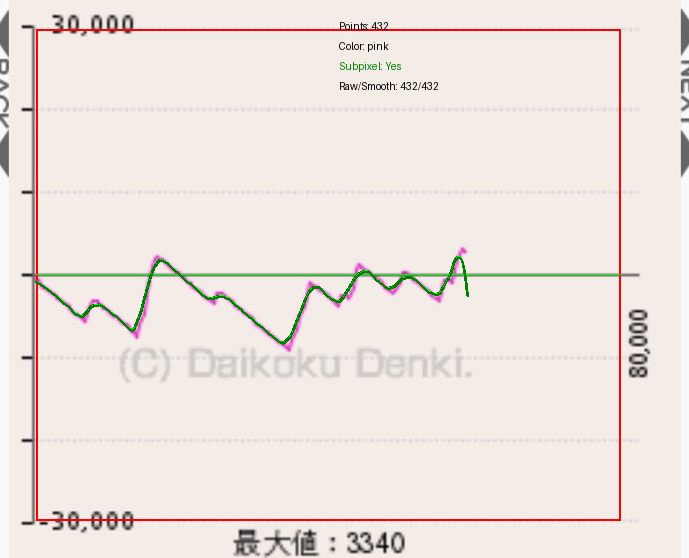 30,000
Points: 432
Color: pink
Subpixel: Yes
Raw/Smooth: 432/432
BACK
NEXT
80,000
(C) Daikoku Denki.
-30,000
最大値：3340